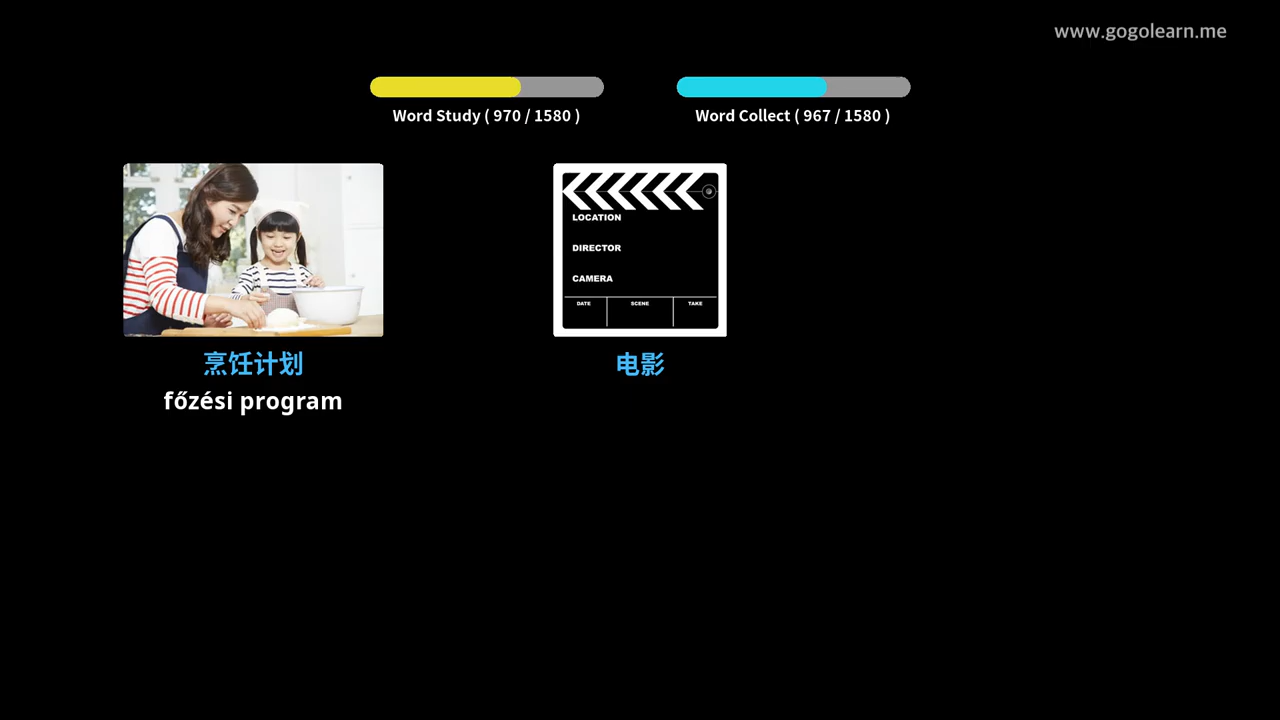 www.gogolearn.me
Word Study ( 970 / 1580 )
Word Collect ( 967 / 1580 )
LOCATION
DIRECTOR
CAMERA
DATE SCENE TAKE
烹饪计划
电影
főzési program